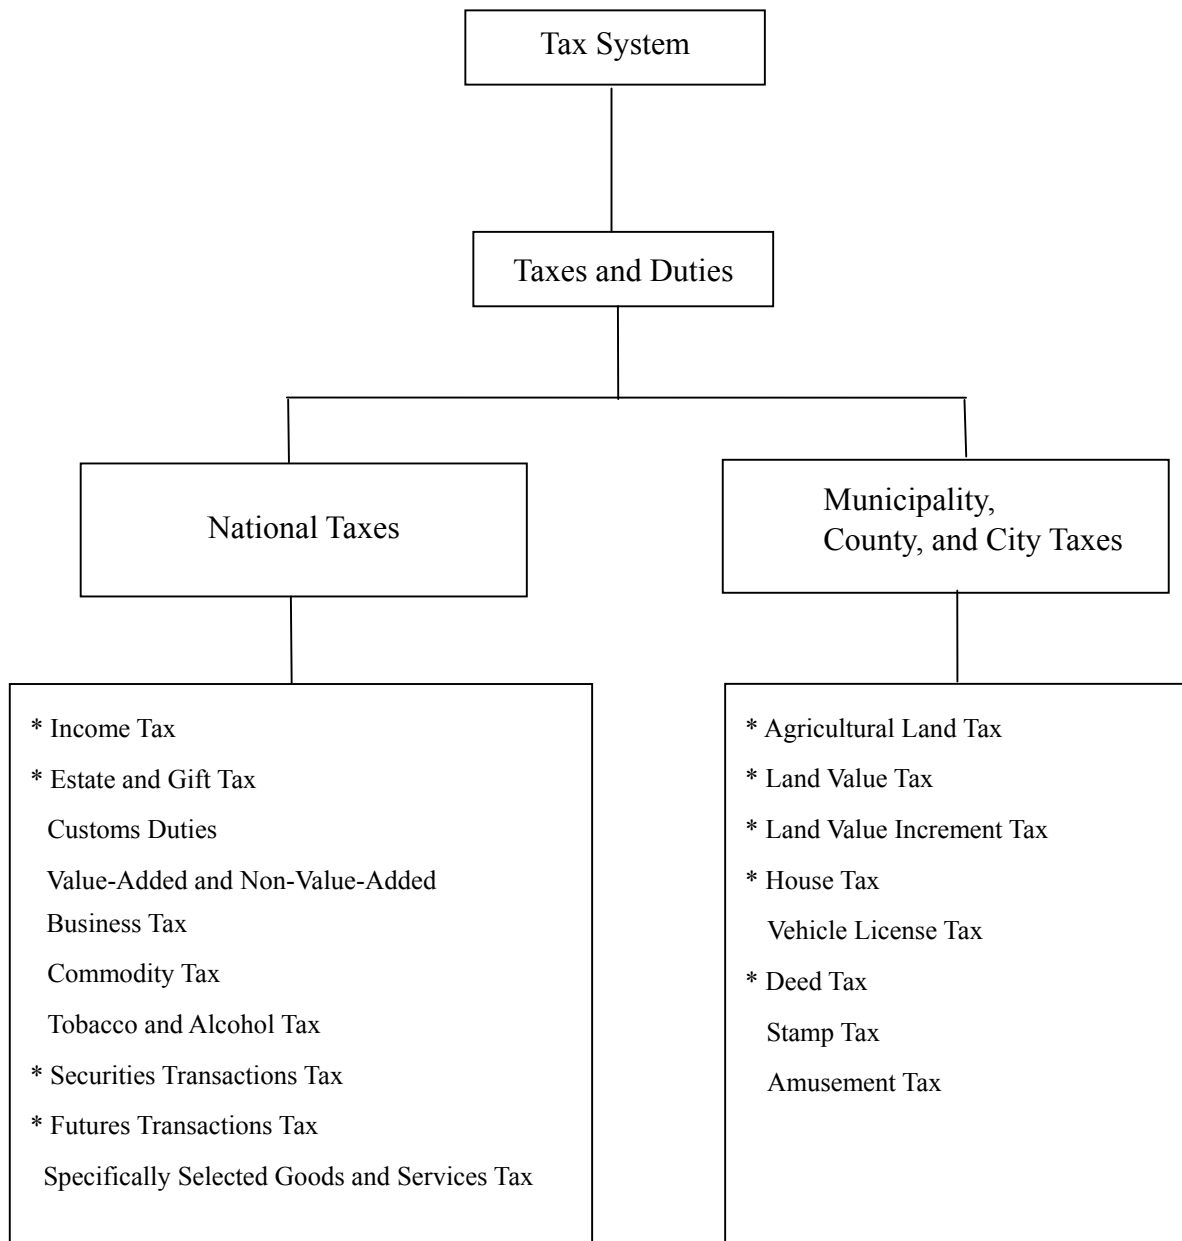 Tax System
Taxes and Duties
National Taxes
Municipality,
County, and City Taxes
* Income Tax
* Estate and Gift Tax
Customs Duties
Value-Added and Non-Value-Added
Business Tax
Commodity Tax
Tobacco and Alcohol Tax
* Securities Transactions Tax
* Futures Transactions Tax
Specifically Selected Goods and Services Tax
* Agricultural Land Tax
* Land Value Tax
* Land Value Increment Tax
* House Tax
Vehicle License Tax
* Deed Tax
Stamp Tax
Amusement Tax